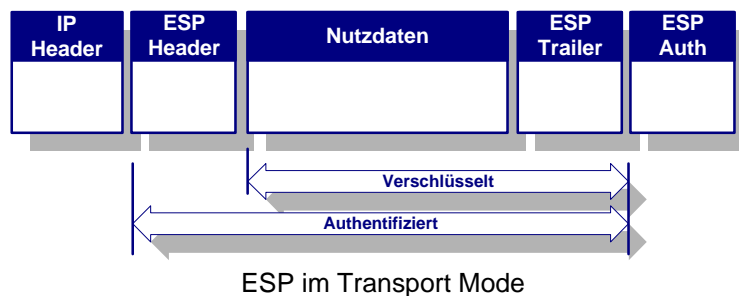 IP
Header
ESP
Header
Nutzdaten
ESP
Trailer
ESP
Auth
Verschlüsselt
Authentifiziert
ESP im Transport Mode